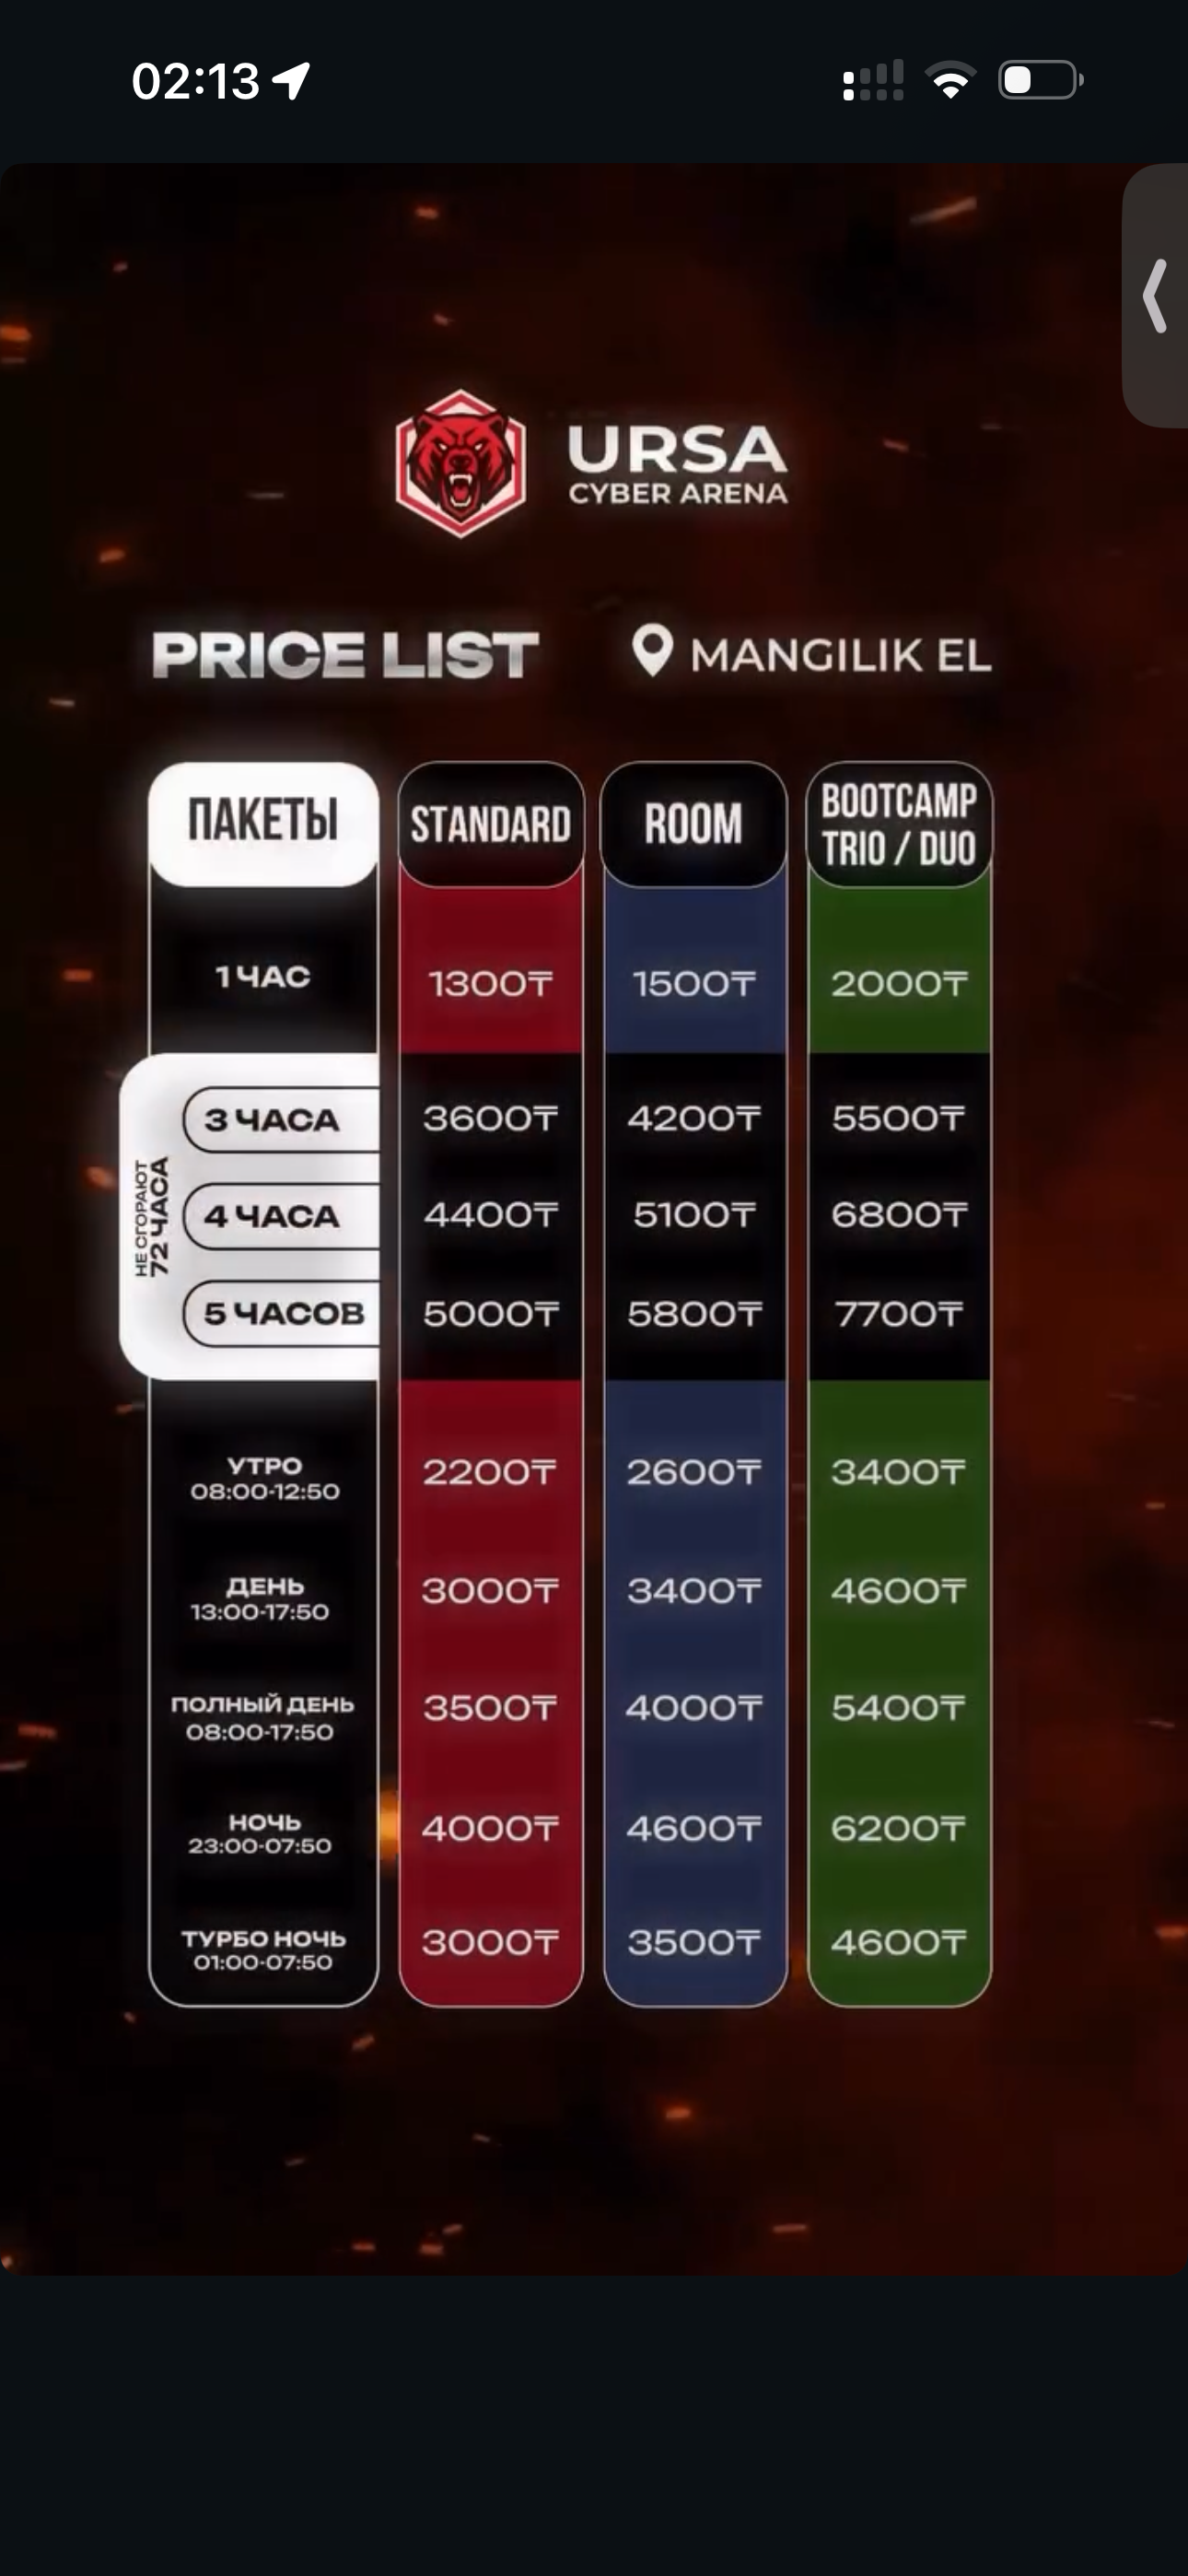 02:13
URSA
CYBER ARENA
PRICE LIST
MANGILIK EL
ПАКЕТЫ STANDARD ROOM BOOTCAMP TRIO / DUO
1 ЧАС 1300₸ 1500₸ 2000₸
НЕ СГОРАЮТ
72 ЧАСА
3 ЧАСА 3600₸ 4200₸ 5500₸
4 ЧАСА 4400₸ 5100₸ 6800₸
5 ЧАСОВ 5000₸ 5800₸ 7700₸
УТРО
08:00-12:50 2200₸ 2600₸ 3400₸
ДЕНЬ
13:00-17:50 3000₸ 3400₸ 4600₸
ПОЛНЫЙ ДЕНЬ
08:00-17:50 3500₸ 4000₸ 5400₸
НОЧЬ
23:00-07:50 4000₸ 4600₸ 6200₸
ТУРБО НОЧЬ
01:00-07:50 3000₸ 3500₸ 4600₸